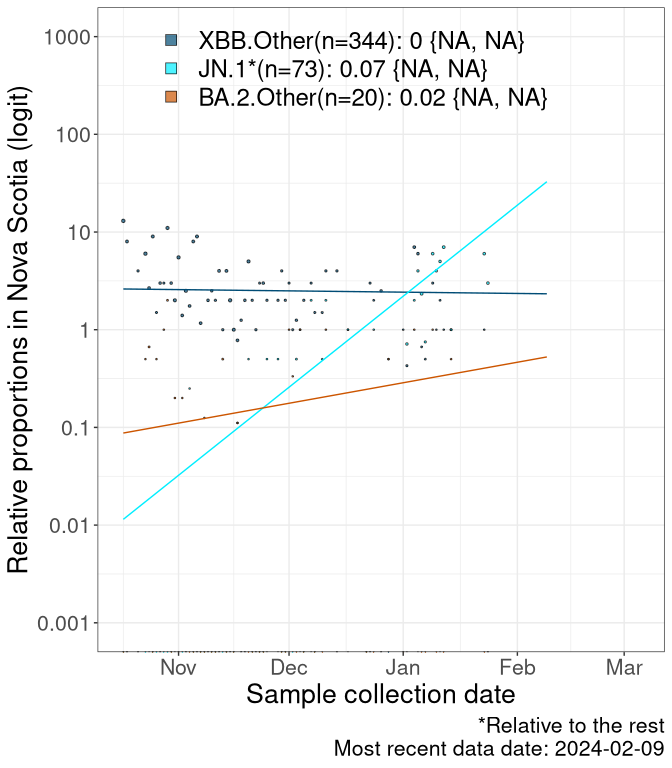 XBB.Other(n=344): 0 {NA, NA}
JN.1*(n=73): 0.07 {NA, NA}
BA.2.Other(n=20): 0.02 {NA, NA}
Relative proportions in Nova Scotia (logit)
1000
100
10
1
0.1
0.01
0.001
Nov Dec Jan Feb Mar
Sample collection date
*Relative to the rest
Most recent data date: 2024-02-09